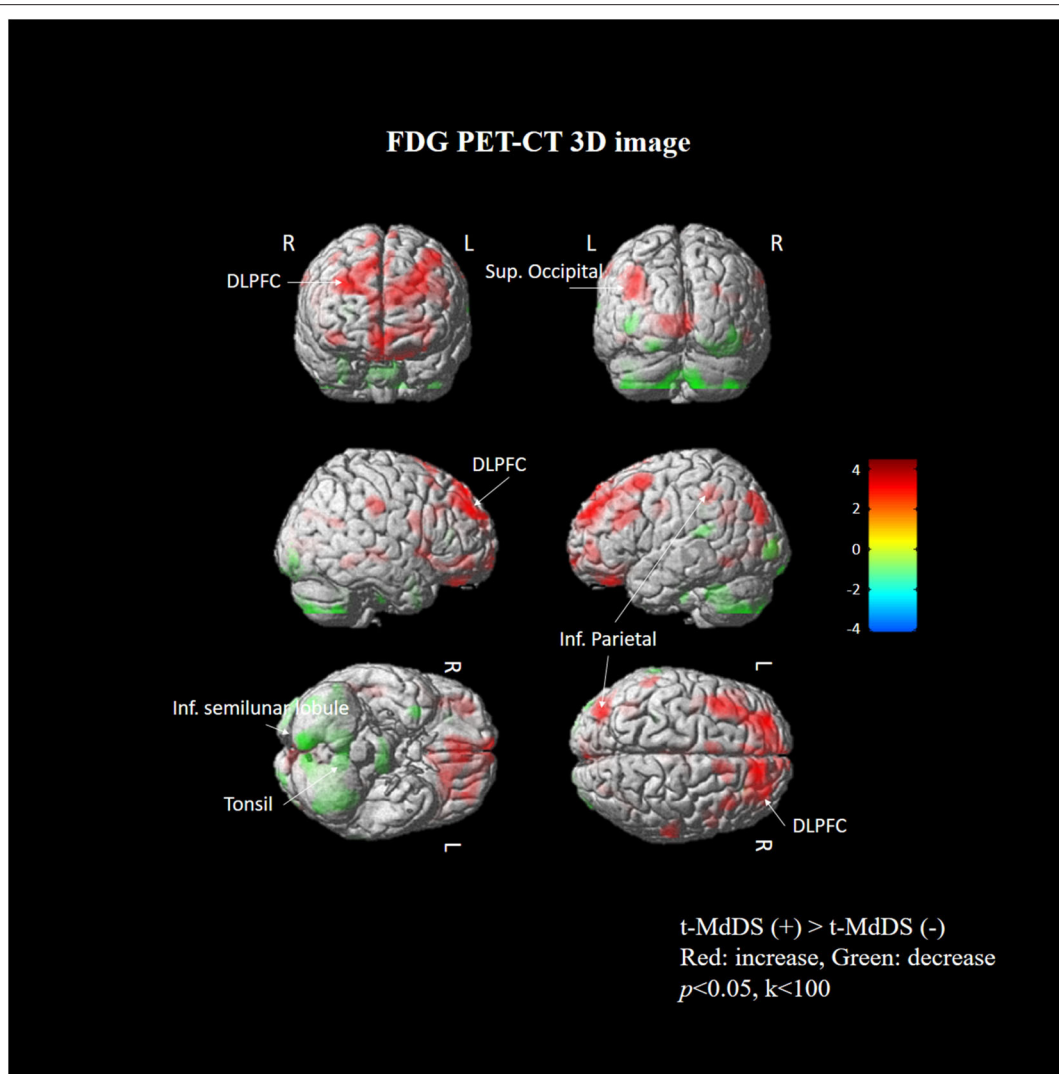 FDG PET-CT 3D image
R
L
L
R
DLPFC
Sup. Occipital
DLPFC
4
2
0
-2
-4
Inf. Parietal
R
L
Inf. semilunar lobule
Tonsil
DLPFC
L
R
t-MdDS (+) > t-MdDS (-)
Red: increase, Green: decrease
p<0.05, k<100